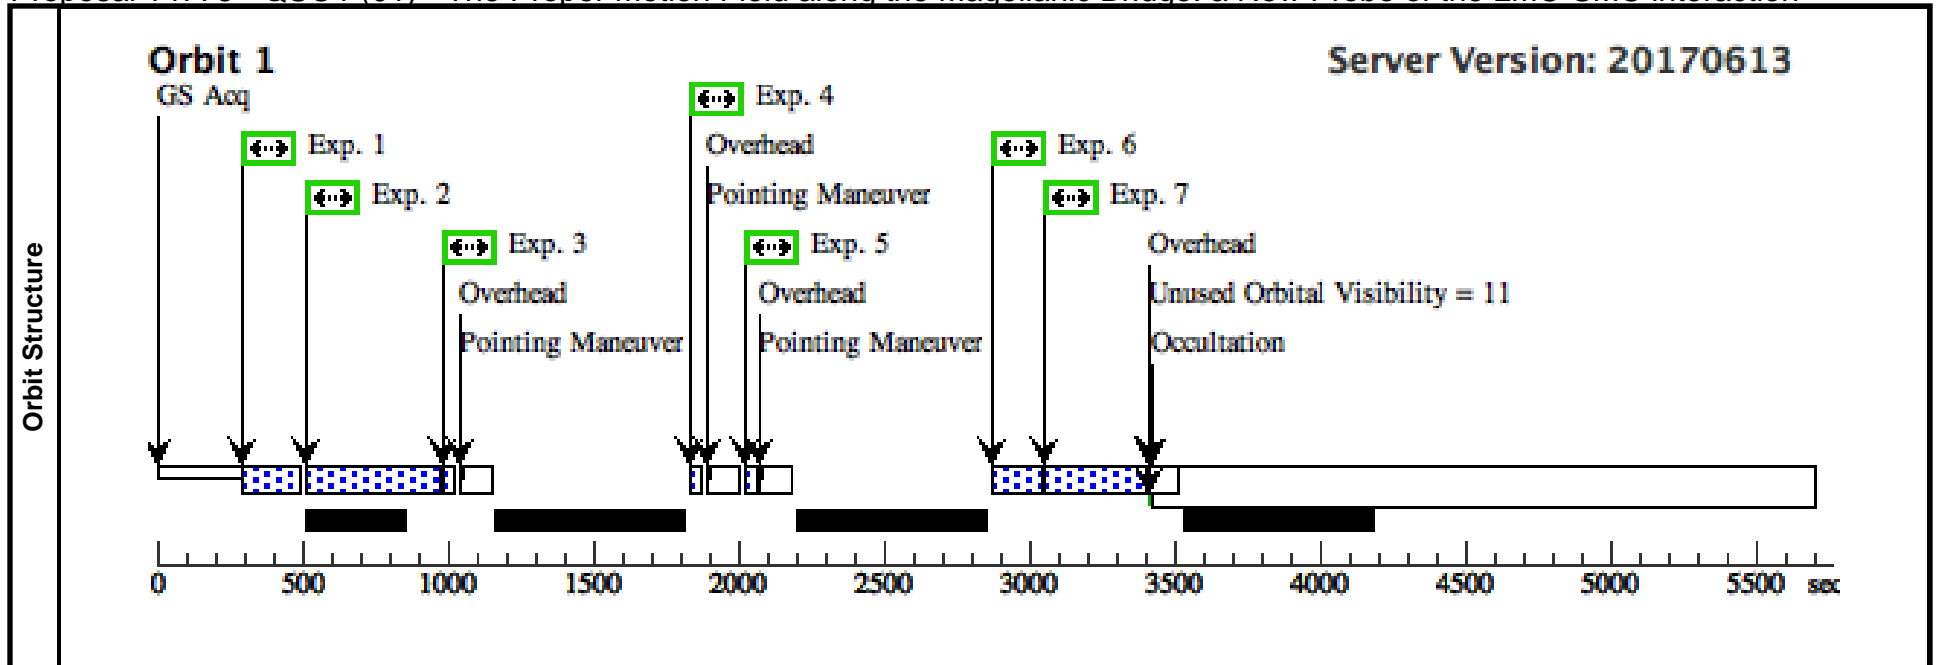 Orbit 1
Server Version: 20170613
GS Acq
Exp. 4
Exp. 1
Overhead
Exp. 6
Exp. 2
Pointing Maneuver
Exp. 7
Exp. 3
Exp. 5
Overhead
Overhead
Overhead
Unused Orbital Visibility = 11
Pointing Maneuver
Pointing Maneuver
Occultation
Orbit Structure
0 500 1000 1500 2000 2500 3000 3500 4000 4500 5000 5500 sec